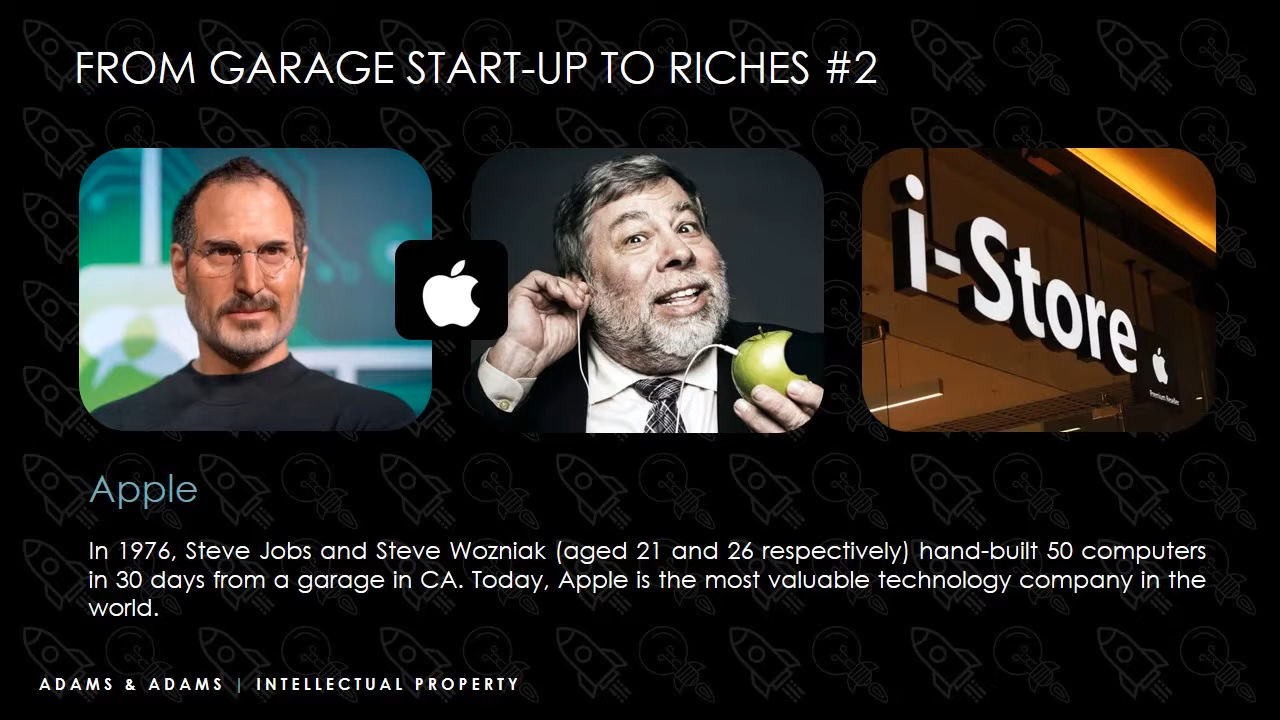 FROM GARAGE START-UP TO RICHES #2
i-Store
Premium Reseller
Apple
In 1976, Steve Jobs and Steve Wozniak (aged 21 and 26 respectively) hand-built 50 computers
in 30 days from a garage in CA. Today, Apple is the most valuable technology company in the
world.
ADAMS & ADAMS | INTELLECTUAL PROPERTY